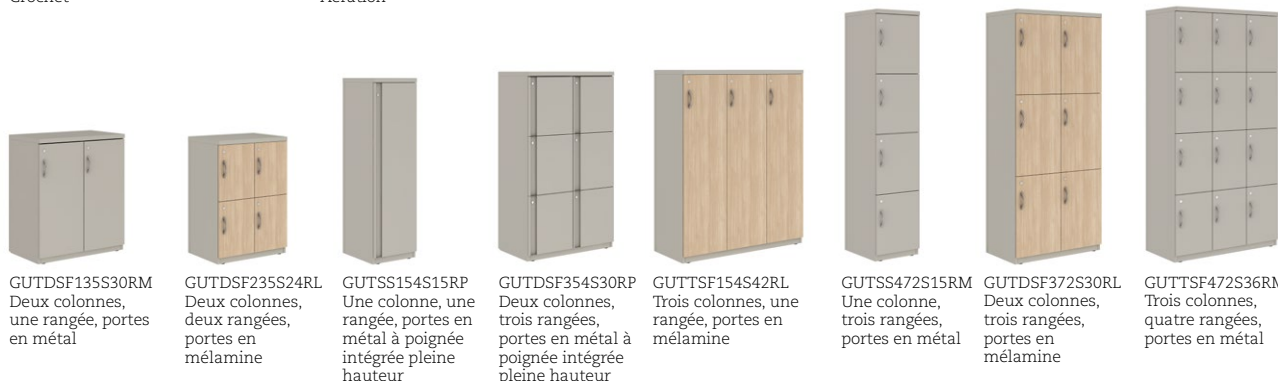 Crochet
Aération
GUTDSF135S30RM
Deux colonnes,
une rangée, portes
en métal
GUTDSF235S24RL
Deux colonnes,
deux rangées,
portes en
mélamine
GUTSS154S15RP
Une colonne, une
rangée, portes en
métal à poignée
intégrée pleine
hauteur
GUTDSF354S30RP
Deux colonnes,
trois rangées,
portes en métal à
poignée intégrée
pleine hauteur
GUTTSF154S42RL
Trois colonnes, une
rangée, portes en
mélamine
GUTSS472S15RM
Une colonne,
trois rangées,
portes en métal
GUTDSF372S30RL
Deux colonnes,
trois rangées,
portes en
mélamine
GUTTSF472S36RM
Trois colonnes,
quatre rangées,
portes en métal